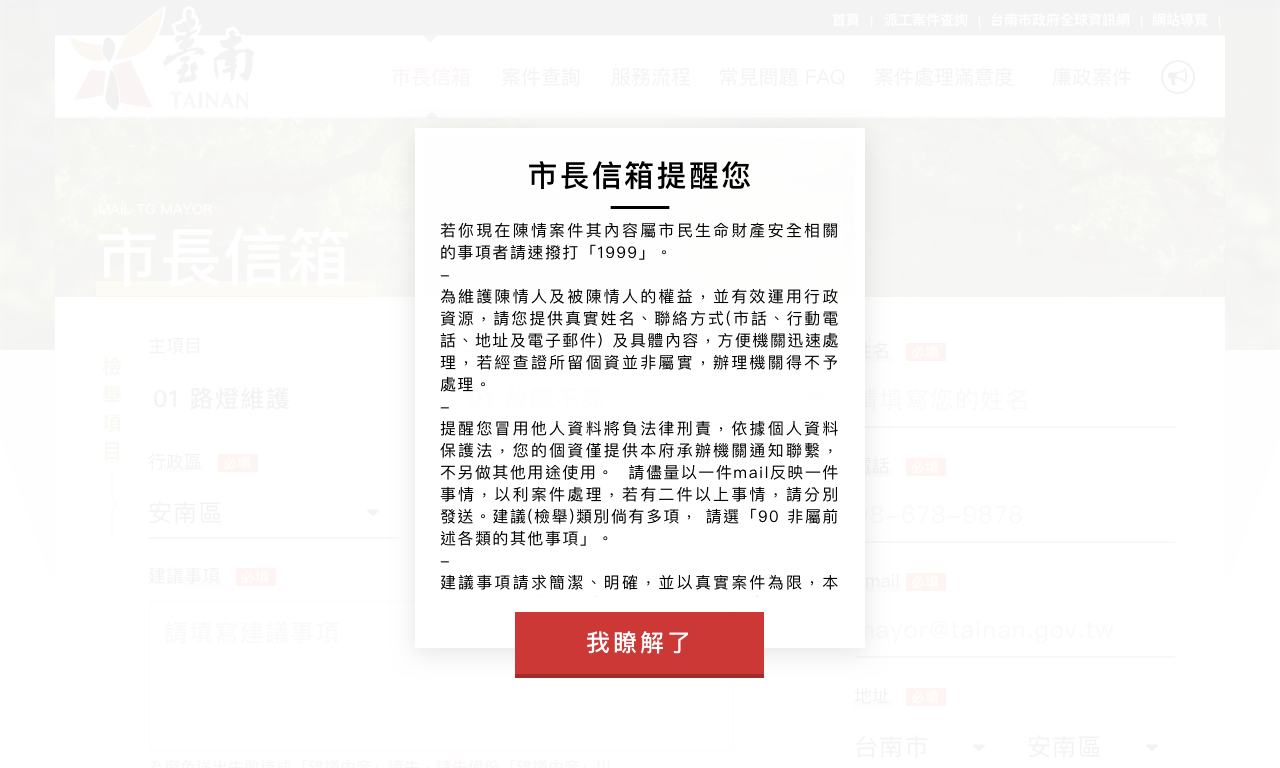 首頁 | 派工案件查詢 | 台南市政府全球資訊網 | 網站導覽 |
臺南
TAINAN
市長信箱 案件查詢 服務流程 常見問題 FAQ 案件處理滿意度 廉政案件
MAIL TO MAYOR
市長信箱
市長信箱提醒您
若你現在陳情案件其內容屬市民生命財產安全相關
的事項者請速撥打「1999」。
–
為維護陳情人及被陳情人的權益，並有效運用行政
資源，請您提供真實姓名、聯絡方式(市話、行動電
話、地址及電子郵件) 及具體內容，方便機關迅速處
理，若經查證所留個資並非屬實，辦理機關得不予
處理。
–
提醒您冒用他人資料將負法律刑責，依據個人資料
保護法，您的個資僅提供本府承辦機關通知聯繫，
不另做其他用途使用。 請儘量以一件mail反映一件
事情，以利案件處理，若有二件以上事情，請分別
發送。建議(檢舉)類別倘有多項， 請選「90 非屬前
述各類的其他事項」。
–
建議事項請求簡潔、明確，並以真實案件為限，本
我瞭解了
檢舉項目
主項目
01 路燈維護
行政區 必填
安南區
建議事項 必填
請填寫建議事項
姓名 必填
請填寫您的姓名
電話 必填
98-678-9878
mail 必填
mayor@tainan.gov.tw
地址 必填
台南市 安南區